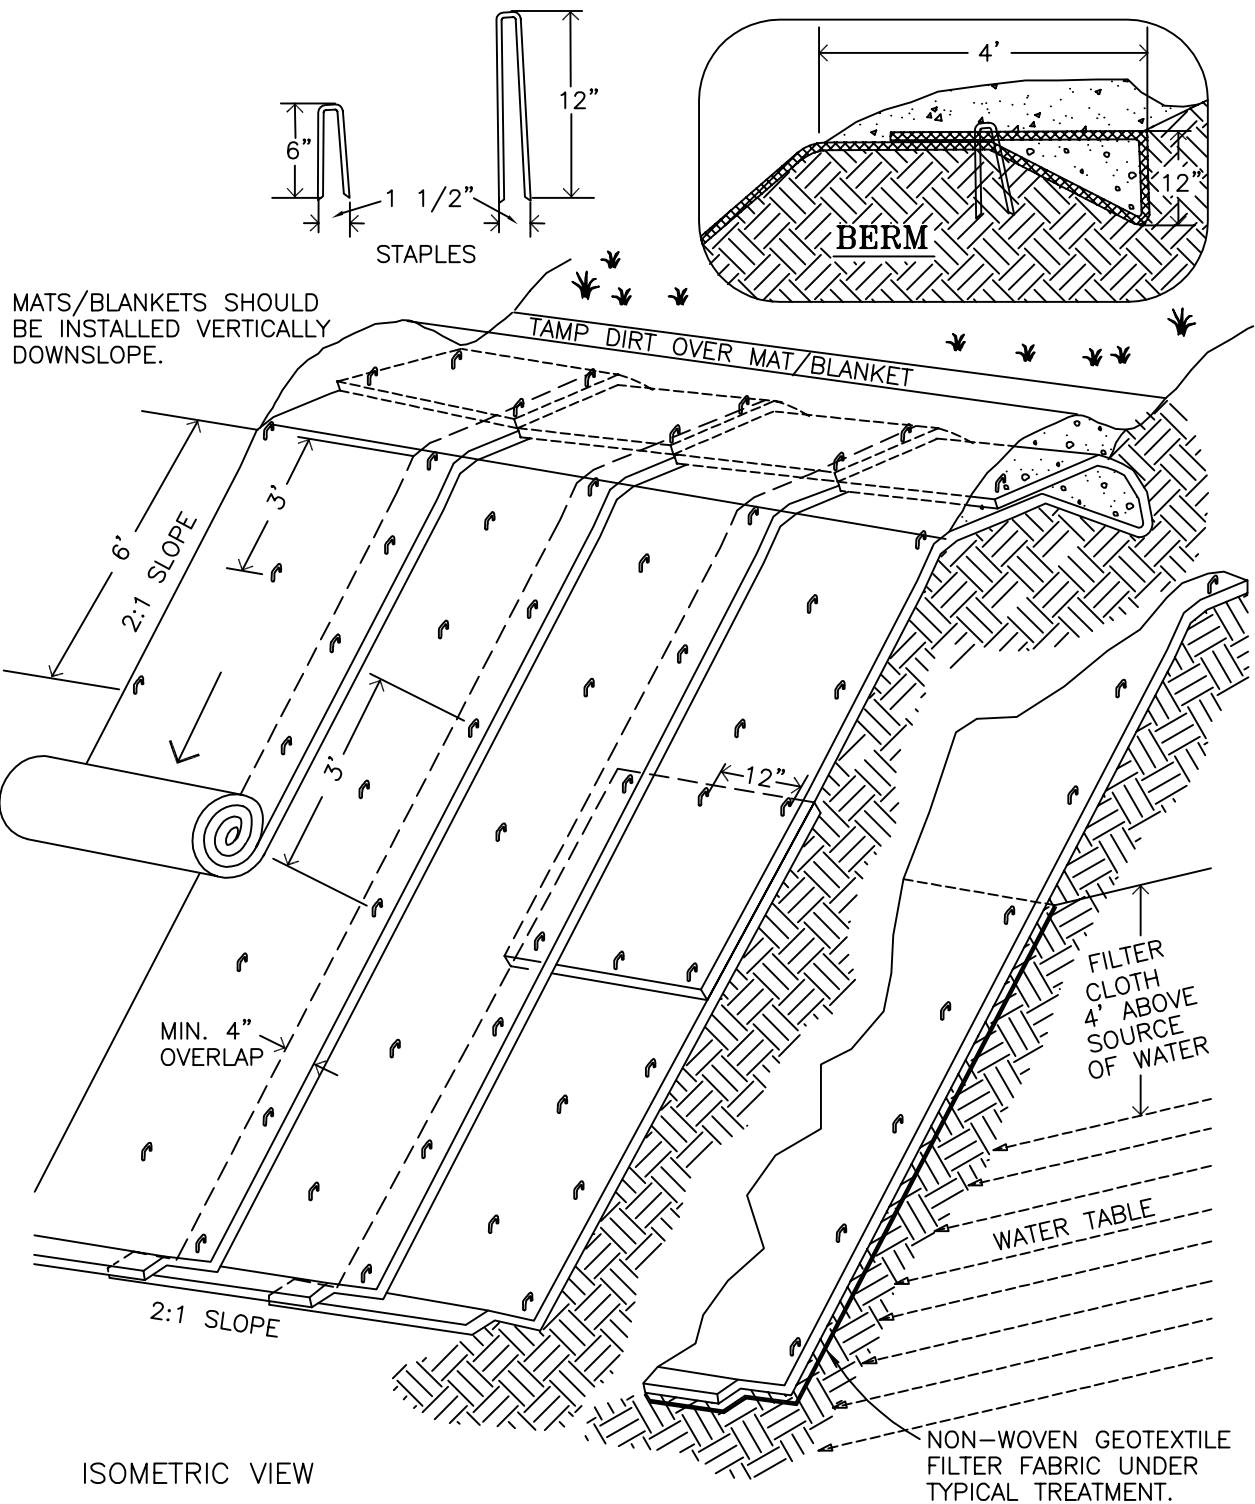 12”
6”
1 1/2”
STAPLES
4’
12”
BERM
MATS/BLANKETS SHOULD
BE INSTALLED VERTICALLY
DOWNSLOPE.
TAMP DIRT OVER MAT/BLANKET
3’
6’
2:1 SLOPE
3’
12”
FILTER
CLOTH
4’ ABOVE
SOURCE
OF WATER
MIN. 4”
OVERLAP
WATER TABLE
2:1 SLOPE
NON-WOVEN GEOTEXTILE
FILTER FABRIC UNDER
TYPICAL TREATMENT.
ISOMETRIC VIEW